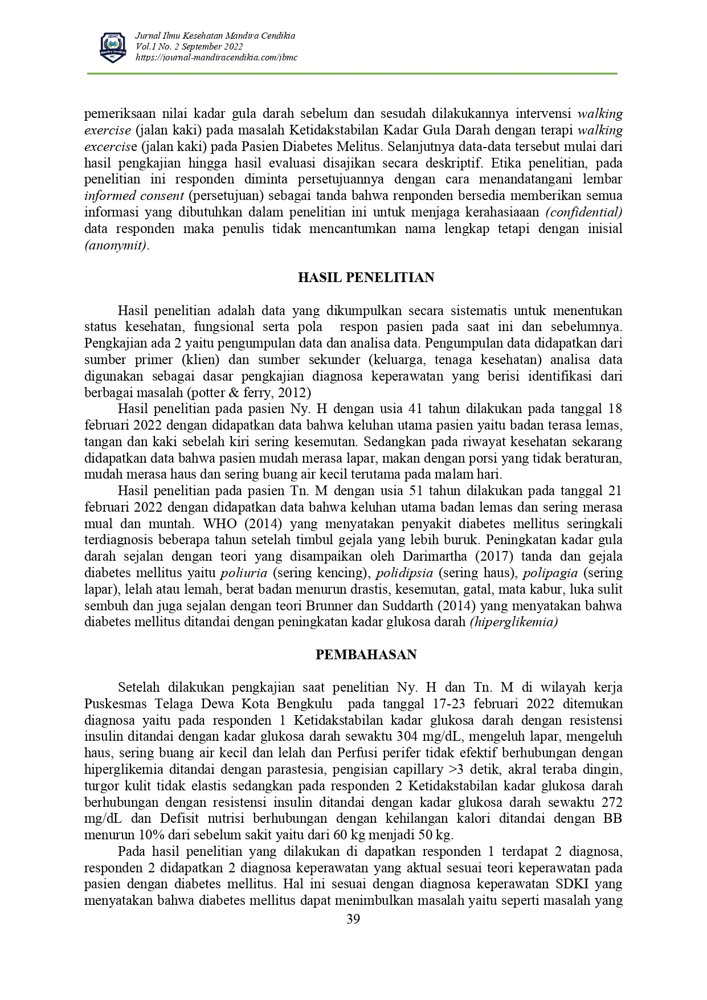 JBMC
Mandira Cendikia
MC
Jurnal Ilmu Kesehatan Mandira Cendikia
Vol.1 No. 2 September 2022
https://journal-mandiracendikia.com/jbmc
pemeriksaan nilai kadar gula darah sebelum dan sesudah dilakukannya intervensi walking
exercise (jalan kaki) pada masalah Ketidakstabilan Kadar Gula Darah dengan terapi walking
excercise (jalan kaki) pada Pasien Diabetes Melitus. Selanjutnya data-data tersebut mulai dari
hasil pengkajian hingga hasil evaluasi disajikan secara deskriptif. Etika penelitian, pada
penelitian ini responden diminta persetujuannya dengan cara menandatangani lembar
informed consent (persetujuan) sebagai tanda bahwa renponden bersedia memberikan semua
informasi yang dibutuhkan dalam penelitian ini untuk menjaga kerahasiaaan (confidential)
data responden maka penulis tidak mencantumkan nama lengkap tetapi dengan inisial
(anonymit).
HASIL PENELITIAN
Hasil penelitian adalah data yang dikumpulkan secara sistematis untuk menentukan
status kesehatan, fungsional serta pola respon pasien pada saat ini dan sebelumnya.
Pengkajian ada 2 yaitu pengumpulan data dan analisa data. Pengumpulan data didapatkan dari
sumber primer (klien) dan sumber sekunder (keluarga, tenaga kesehatan) analisa data
digunakan sebagai dasar pengkajian diagnosa keperawatan yang berisi identifikasi dari
berbagai masalah (potter & ferry, 2012)
Hasil penelitian pada pasien Ny. H dengan usia 41 tahun dilakukan pada tanggal 18
februari 2022 dengan didapatkan data bahwa keluhan utama pasien yaitu badan terasa lemas,
tangan dan kaki sebelah kiri sering kesemutan. Sedangkan pada riwayat kesehatan sekarang
didapatkan data bahwa pasien mudah merasa lapar, makan dengan porsi yang tidak beraturan,
mudah merasa haus dan sering buang air kecil terutama pada malam hari.
Hasil penelitian pada pasien Tn. M dengan usia 51 tahun dilakukan pada tanggal 21
februari 2022 dengan didapatkan data bahwa keluhan utama badan lemas dan sering merasa
mual dan muntah. WHO (2014) yang menyatakan penyakit diabetes mellitus seringkali
terdiagnosis beberapa tahun setelah timbul gejala yang lebih buruk. Peningkatan kadar gula
darah sejalan dengan teori yang disampaikan oleh Darimartha (2017) tanda dan gejala
diabetes mellitus yaitu poliuria (sering kencing), polidipsia (sering haus), polipagia (sering
lapar), lelah atau lemah, berat badan menurun drastis, kesemutan, gatal, mata kabur, luka sulit
sembuh dan juga sejalan dengan teori Brunner dan Suddarth (2014) yang menyatakan bahwa
diabetes mellitus ditandai dengan peningkatan kadar glukosa darah (hiperglikemia)
PEMBAHASAN
Setelah dilakukan pengkajian saat penelitian Ny. H dan Tn. M di wilayah kerja
Puskesmas Telaga Dewa Kota Bengkulu pada tanggal 17-23 februari 2022 ditemukan
diagnosa yaitu pada responden 1 Ketidakstabilan kadar glukosa darah dengan resistensi
insulin ditandai dengan kadar glukosa darah sewaktu 304 mg/dL, mengeluh lapar, mengeluh
haus, sering buang air kecil dan lelah dan Perfusi perifer tidak efektif berhubungan dengan
hiperglikemia ditandai dengan parastesia, pengisian capillary >3 detik, akral teraba dingin,
turgor kulit tidak elastis sedangkan pada responden 2 Ketidakstabilan kadar glukosa darah
berhubungan dengan resistensi insulin ditandai dengan kadar glukosa darah sewaktu 272
mg/dL dan Defisit nutrisi berhubungan dengan kehilangan kalori ditandai dengan BB
menurun 10% dari sebelum sakit yaitu dari 60 kg menjadi 50 kg.
Pada hasil penelitian yang dilakukan di dapatkan responden 1 terdapat 2 diagnosa,
responden 2 didapatkan 2 diagnosa keperawatan yang aktual sesuai teori keperawatan pada
pasien dengan diabetes mellitus. Hal ini sesuai dengan diagnosa keperawatan SDKI yang
menyatakan bahwa diabetes mellitus dapat menimbulkan masalah yaitu seperti masalah yang
39